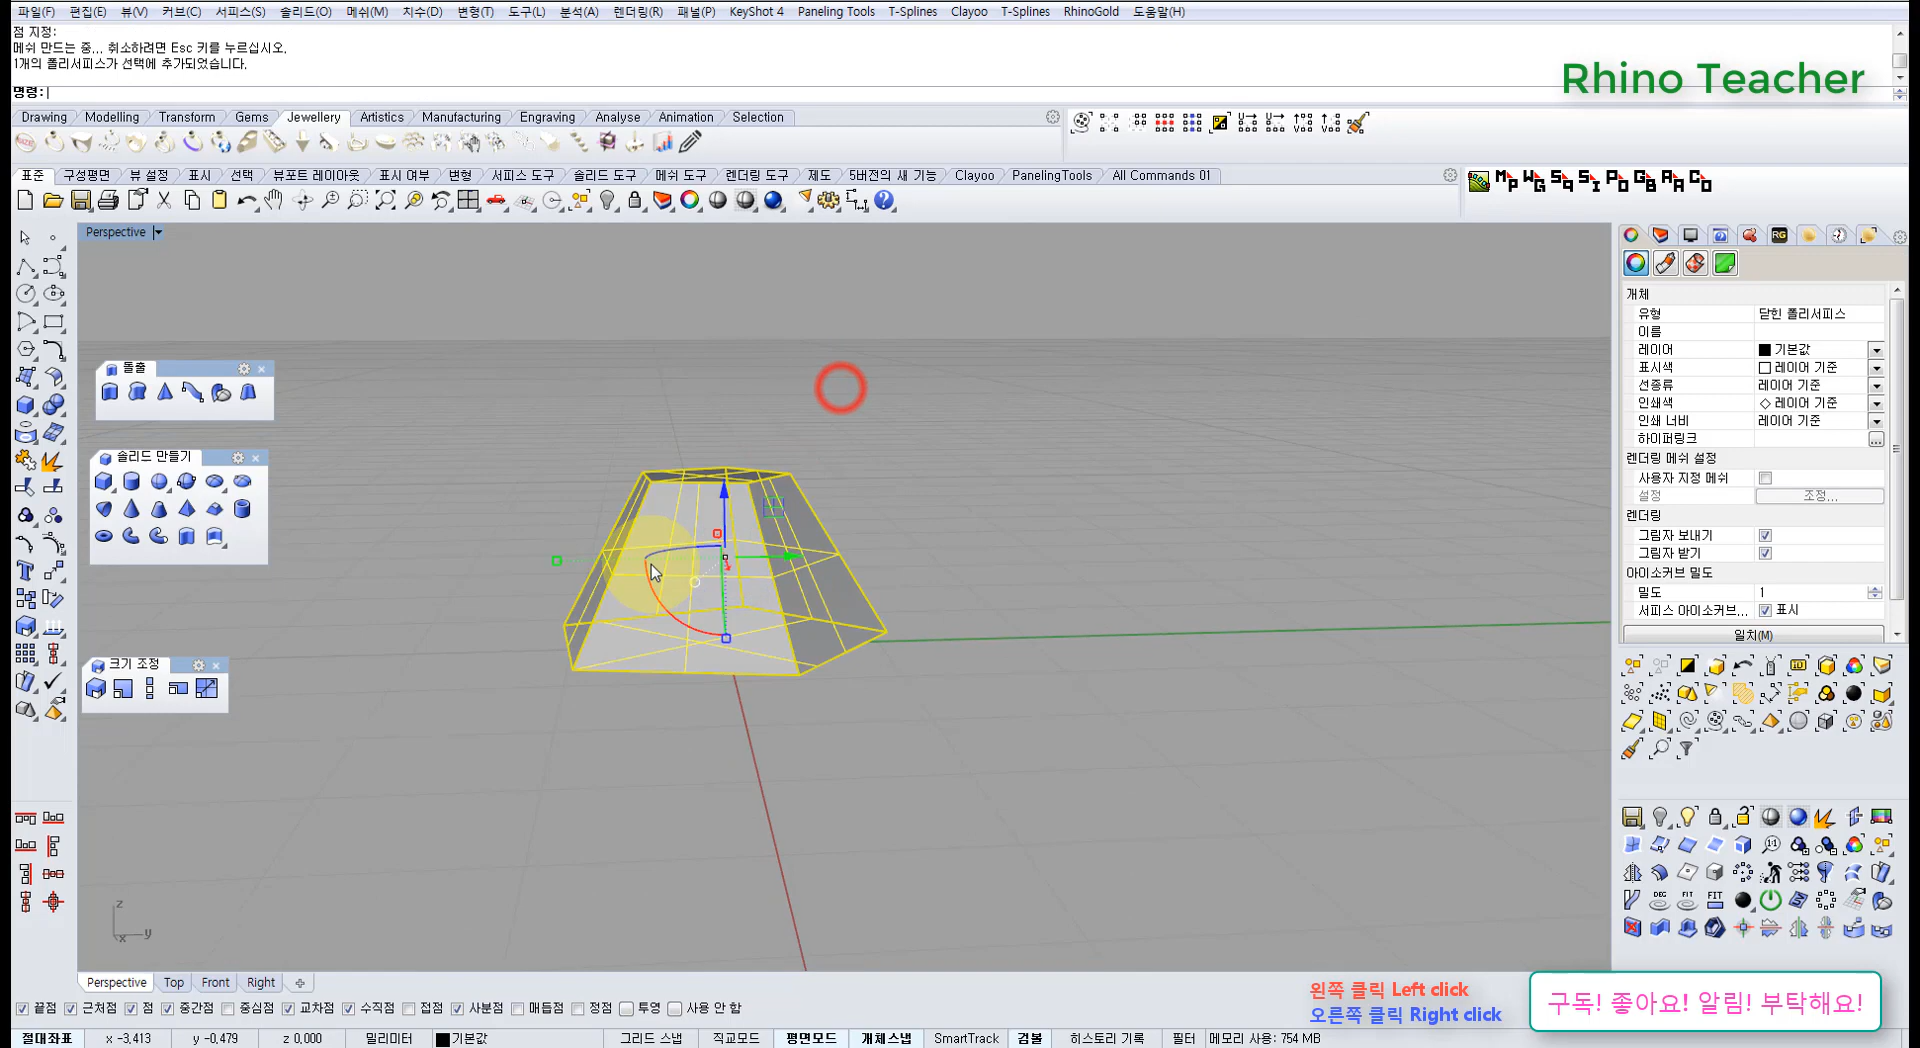 파일(F) 편집(E) 뷰(V) 커브(C) 서피스(S) 솔리드(O) 메쉬(M) 치수(D) 변형(T) 도구(L) 분석(A) 렌더링(R) 패널(P) KeyShot 4 Paneling Tools T-Splines Clayoo T-Splines RhinoGold 도움말(H)
점 지정:
메쉬 만드는 중... 취소하려면 Esc 키를 누르십시오.
1개의 폴리서피스가 선택에 추가되었습니다.
명령:
Rhino Teacher
Drawing Modelling Transform Gems Jewellery Artistics Manufacturing Engraving Analyse Animation Selection
표준 구성평면 뷰 설정 표시 선택 뷰포트 레이아웃 표시 여부 변형 서피스 도구 솔리드 도구 메쉬 도구 렌더링 도구 제도 5버전의 새 기능 Clayoo PanelingTools All Commands 01
Perspective
돌출
솔리드 만들기
크기 조정
개체
유형 닫힌 폴리서피스
이름
레이어 기본값
표시색 레이어 기준
선종류 레이어 기준
인쇄색 레이어 기준
인쇄 너비 레이어 기준
하이퍼링크
렌더링 메쉬 설정
사용자 지정 메쉬
설정 조정...
렌더링
그림자 보내기
그림자 받기
아이소커브 밀도
밀도 1
서피스 아이소커브... 표시
일치(M)
z
x y
Perspective Top Front Right
끝점 근처점 점 중간점 중심점 교차점 수직점 접점 사분점 매듭점 정점 투영 사용 안 함
왼쪽 클릭 Left click
오른쪽 클릭 Right click
구독! 좋아요! 알림! 부탁해요!
절대좌표 x -3,413 y -0,479 z 0,000 밀리미터 기본값 그리드 스냅 직교모드 평면모드 개체스냅 SmartTrack 검볼 히스토리 기록 필터 메모리 사용: 754 MB